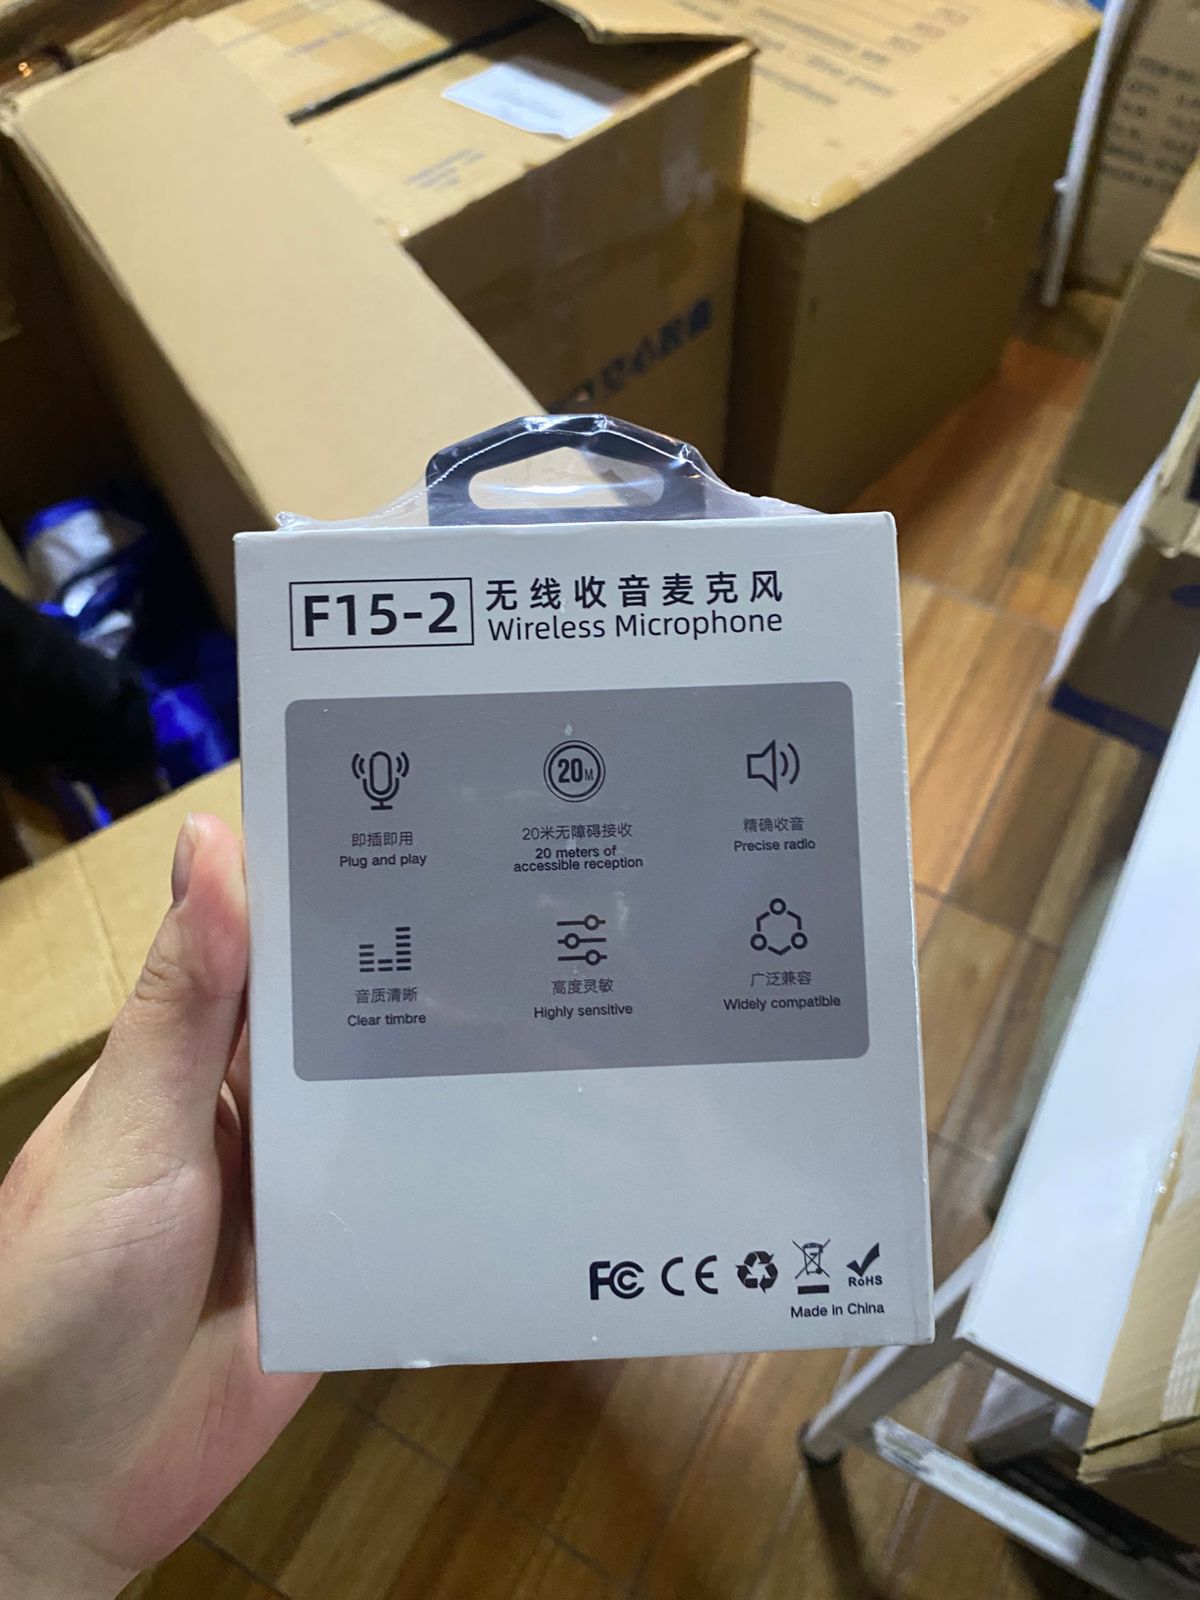 F15-2
无线收音麦克风
Wireless Microphone
20M
即插即用
Plug and play
20米无障碍接收
20 meters of
accessible reception
精确收音
Precise radio
音质清晰
Clear timbre
高度灵敏
Highly sensitive
广泛兼容
Widely compatible
FC CE RoHS
Made in China